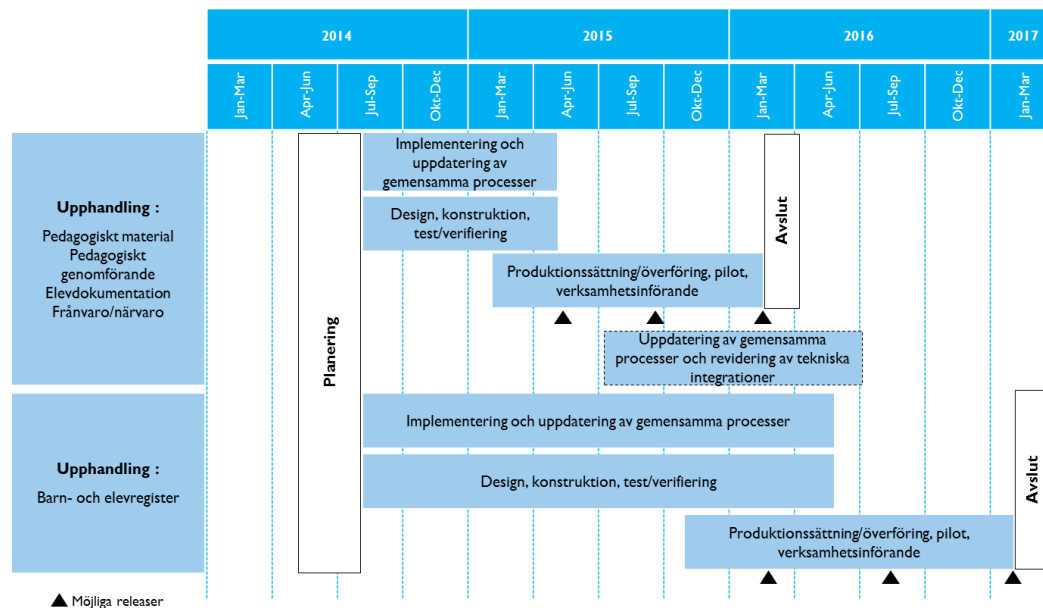 2014
2015
2016
2017
Jan-Mar
Apr-Jun
Jul-Sep
Okt-Dec
Jan-Mar
Apr-Jun
Jul-Sep
Okt-Dec
Jan-Mar
Apr-Jun
Jul-Sep
Okt-Dec
Jan-Mar
Upphandling :
Pedagogiskt material
Pedagogiskt
genomförande
Elevdokumentation
Frånvaro/närvaro
Planering
Implementering och
uppdatering av
gemensamma processer
Design, konstruktion,
test/verifiering
Produktionssättning/överföring, pilot,
verksamhetsinförande
Avslut
Uppdatering av gemensamma
processer och revidering av tekniska
integrationer
Upphandling :
Barn- och elevregister
Implementering och uppdatering av gemensamma processer
Design, konstruktion, test/verifiering
Produktionssättning/överföring, pilot,
verksamhetsinförande
Avslut
Möjliga releaser